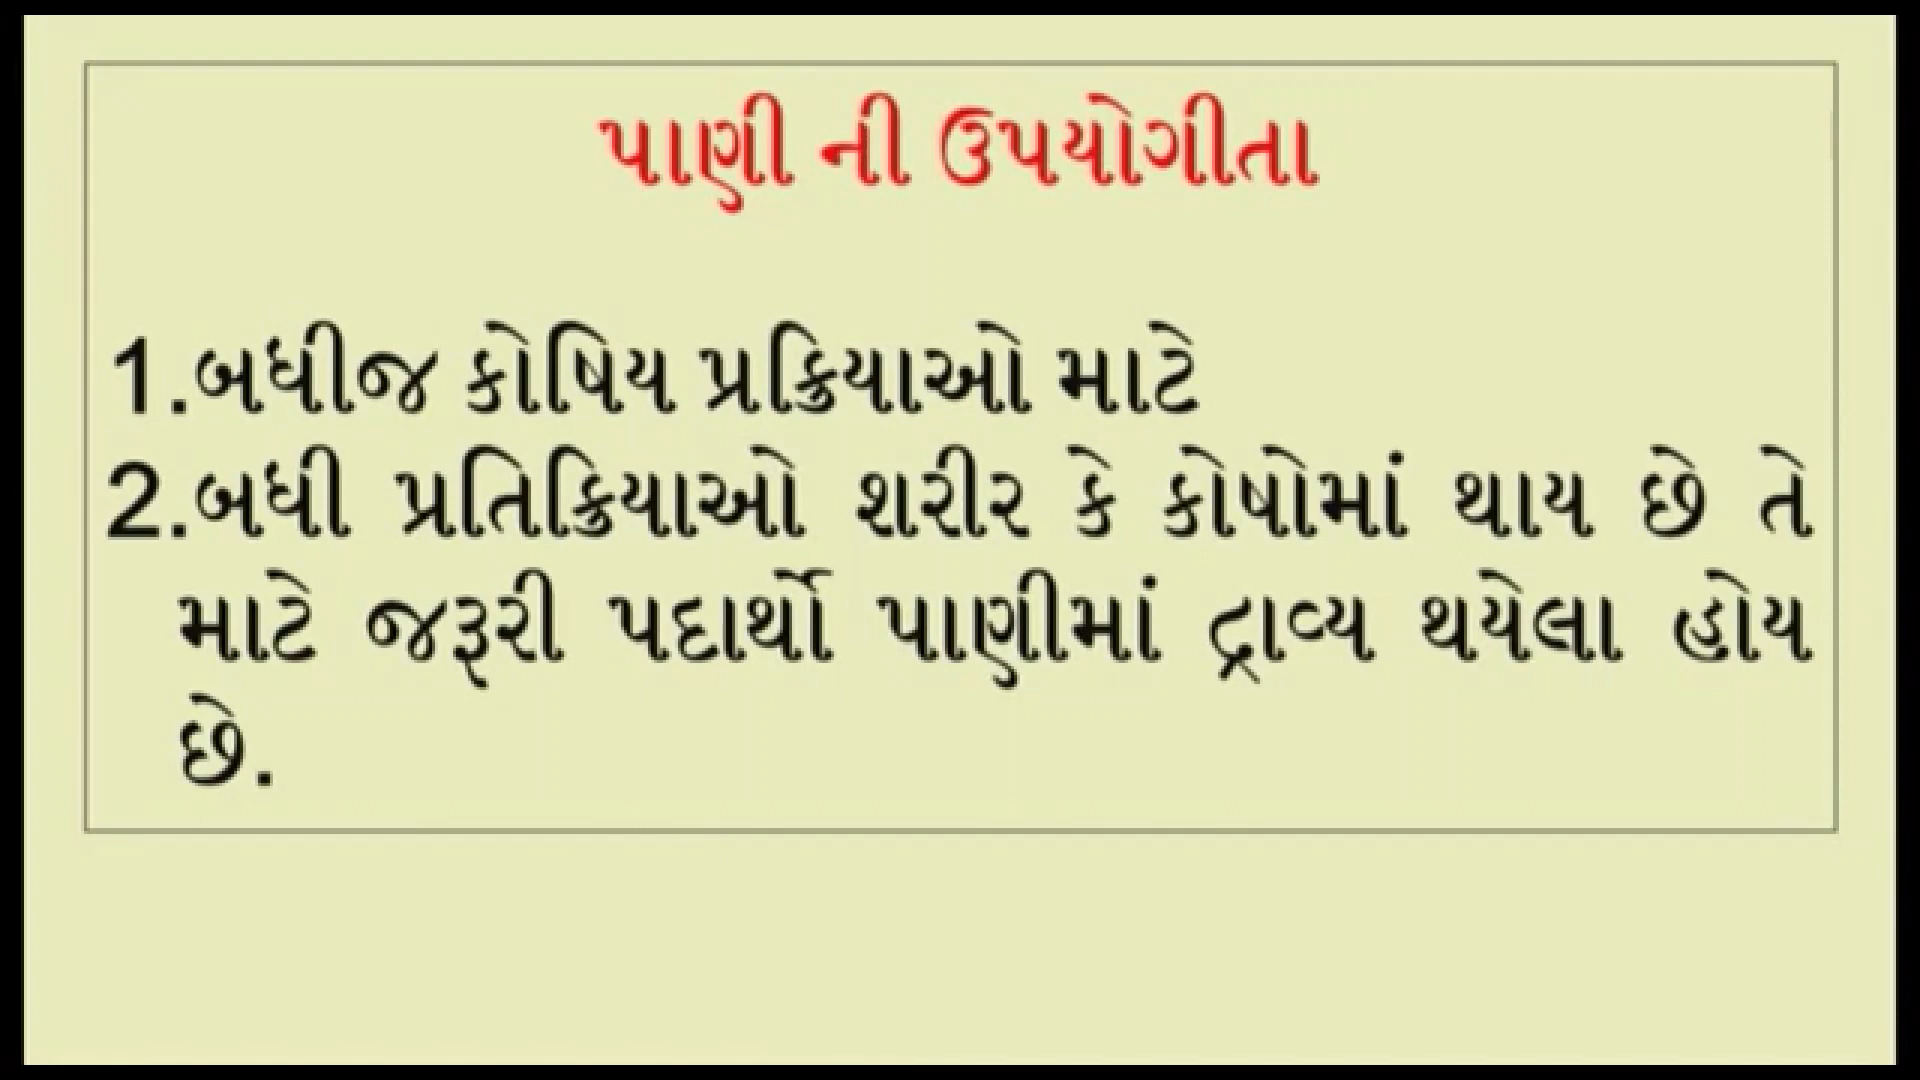 પાણી ની ઉપયોગીતા
1.બધીજ કોષિય પ્રક્રિયાઓ માટે
2.બધી પ્રતિક્રિયાઓ શરીર કે કોષોમાં થાય છે તે
માટે જરૂરી પદાર્થો પાણીમાં દ્રાવ્ય થયેલા હોય
છે.